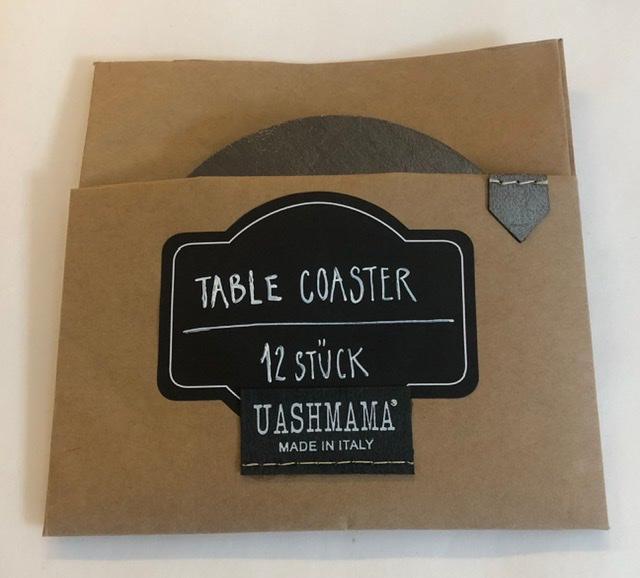 TABLE COASTER
12 STÜCK
UASHMAMA®
MADE IN ITALY